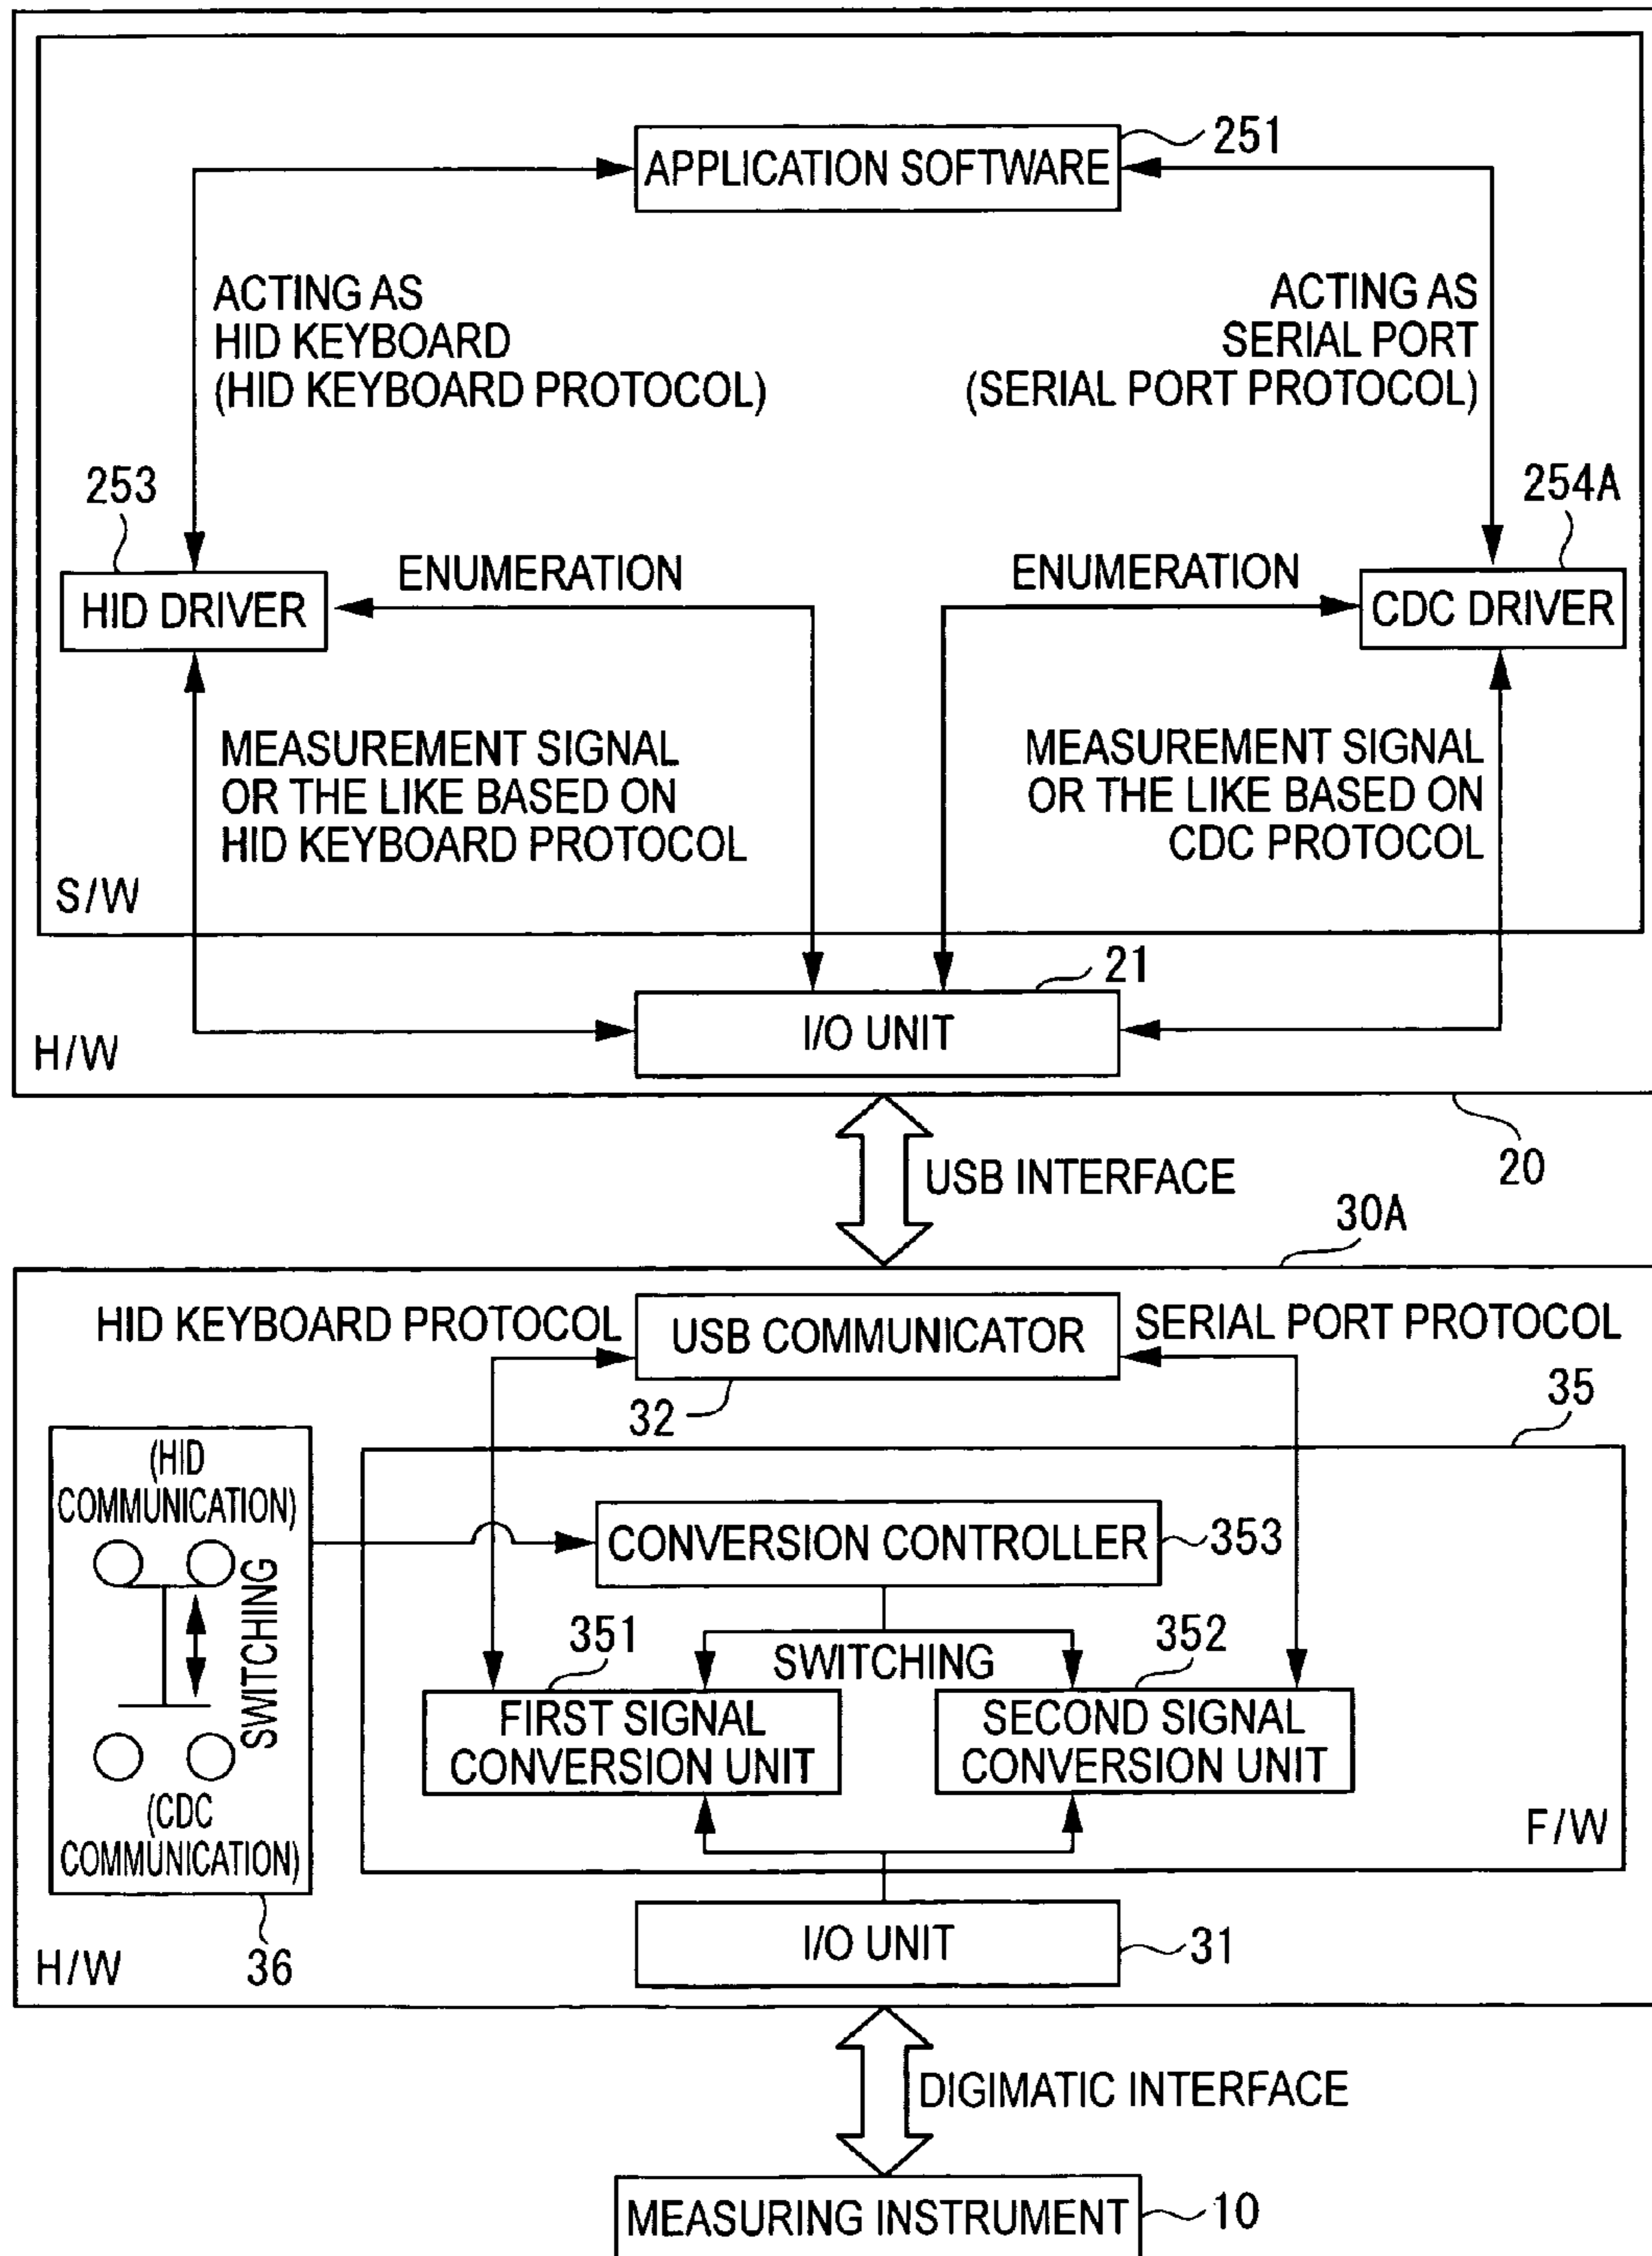 251
APPLICATION SOFTWARE
ACTING AS
HID KEYBOARD
(HID KEYBOARD PROTOCOL)
ACTING AS
SERIAL PORT
(SERIAL PORT PROTOCOL)
253
254A
ENUMERATION
ENUMERATION
HID DRIVER
CDC DRIVER
MEASUREMENT SIGNAL
OR THE LIKE BASED ON
HID KEYBOARD PROTOCOL
MEASUREMENT SIGNAL
OR THE LIKE BASED ON
CDC PROTOCOL
S/W
21
I/O UNIT
H/W
20
USB INTERFACE
30A
HID KEYBOARD PROTOCOL
USB COMMUNICATOR
SERIAL PORT PROTOCOL
32
35
(HID
COMMUNICATION)
SWITCHING
(CDC
COMMUNICATION)
CONVERSION CONTROLLER
353
351
SWITCHING
352
FIRST SIGNAL
CONVERSION UNIT
SECOND SIGNAL
CONVERSION UNIT
F/W
I/O UNIT
31
H/W
36
DIGIMATIC INTERFACE
MEASURING INSTRUMENT
10